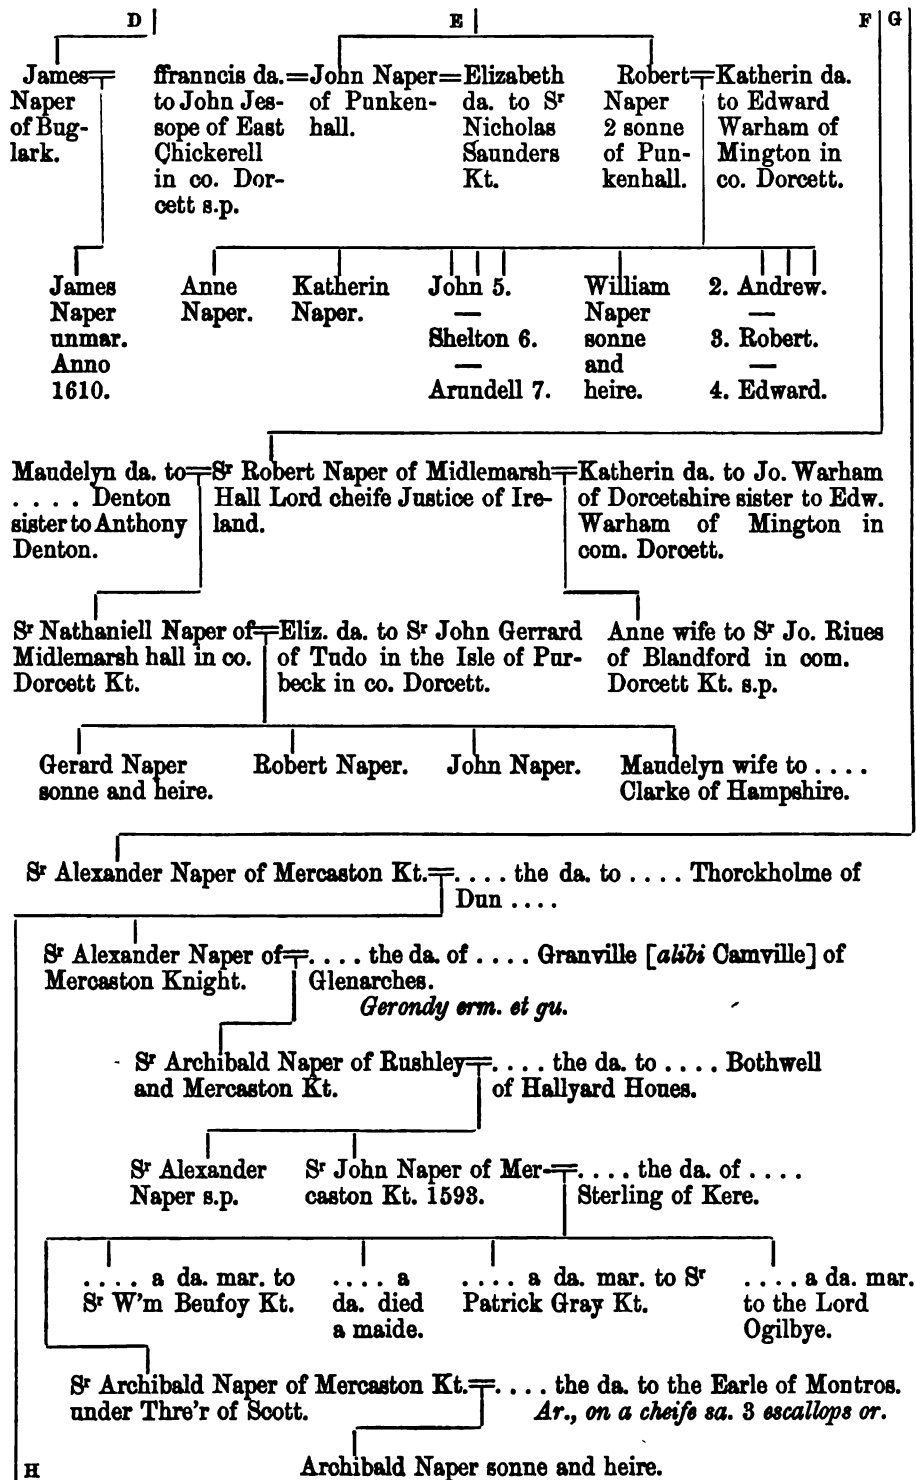 D E F G
James
Naper
of Bug-
lark.
ffranncis da.
to John Jes-
sope of East
Chickerell
in co. Dor-
cett s.p.
John Naper
of Punken-
hall.
Elizabeth
da. to Sʳ
Nicholas
Saunders
Kt.
Robert
Naper
2 sonne
of Pun-
kenhall.
Katherin da.
to Edward
Warham of
Mington in
co. Dorcett.
James
Naper
unmar.
Anno
1610.
Anne
Naper.
Katherin
Naper.
John 5.
—
Shelton 6.
—
Arundell 7.
William
Naper
sonne
and
heire.
2. Andrew.
—
3. Robert.
—
4. Edward.
Maudelyn da. to
. . . . Denton
sister to Anthony
Denton.
Sʳ Robert Naper of Midlemarsh
Hall Lord cheife Justice of Ire-
land.
Katherin da. to Jo. Warham
of Dorcetshire sister to Edw.
Warham of Mington in
com. Dorcett.
Sʳ Nathaniell Naper of
Midlemarsh hall in co.
Dorcett Kt.
Eliz. da. to Sʳ John Gerrard
of Tudo in the Isle of Pur-
beck in co. Dorcett.
Anne wife to Sʳ Jo. Riues
of Blandford in com.
Dorcett Kt. s.p.
Gerard Naper
sonne and heire.
Robert Naper.
John Naper.
Maudelyn wife to . . . .
Clarke of Hampshire.
Sʳ Alexander Naper of Mercaston Kt. = . . . . the da. to . . . . Thorckholme of
Dun . . . .
Sʳ Alexander Naper of
Mercaston Knight.
. . . . the da. of . . . . Granville [alibi Camville] of
Glenarches.
Gerondy erm. et gu.
Sʳ Archibald Naper of Rushley
and Mercaston Kt.
. . . . the da. to . . . . Bothwell
of Hallyard Houes.
Sʳ Alexander
Naper s.p.
Sʳ John Naper of Mer-
caston Kt. 1593.
. . . . the da. of . . . .
Sterling of Kere.
. . . . a da. mar. to
Sʳ W'm Beufoy Kt.
. . . . a
da. died
a maide.
. . . . a da. mar. to Sʳ
Patrick Gray Kt.
. . . . a da. mar.
to the Lord
Ogilbye.
Sʳ Archibald Naper of Mercaston Kt.
under Thre'r of Scott.
. . . . the da. to the Earle of Montros.
Ar., on a cheife sa. 3 escallops or.
H
Archibald Naper sonne and heire.